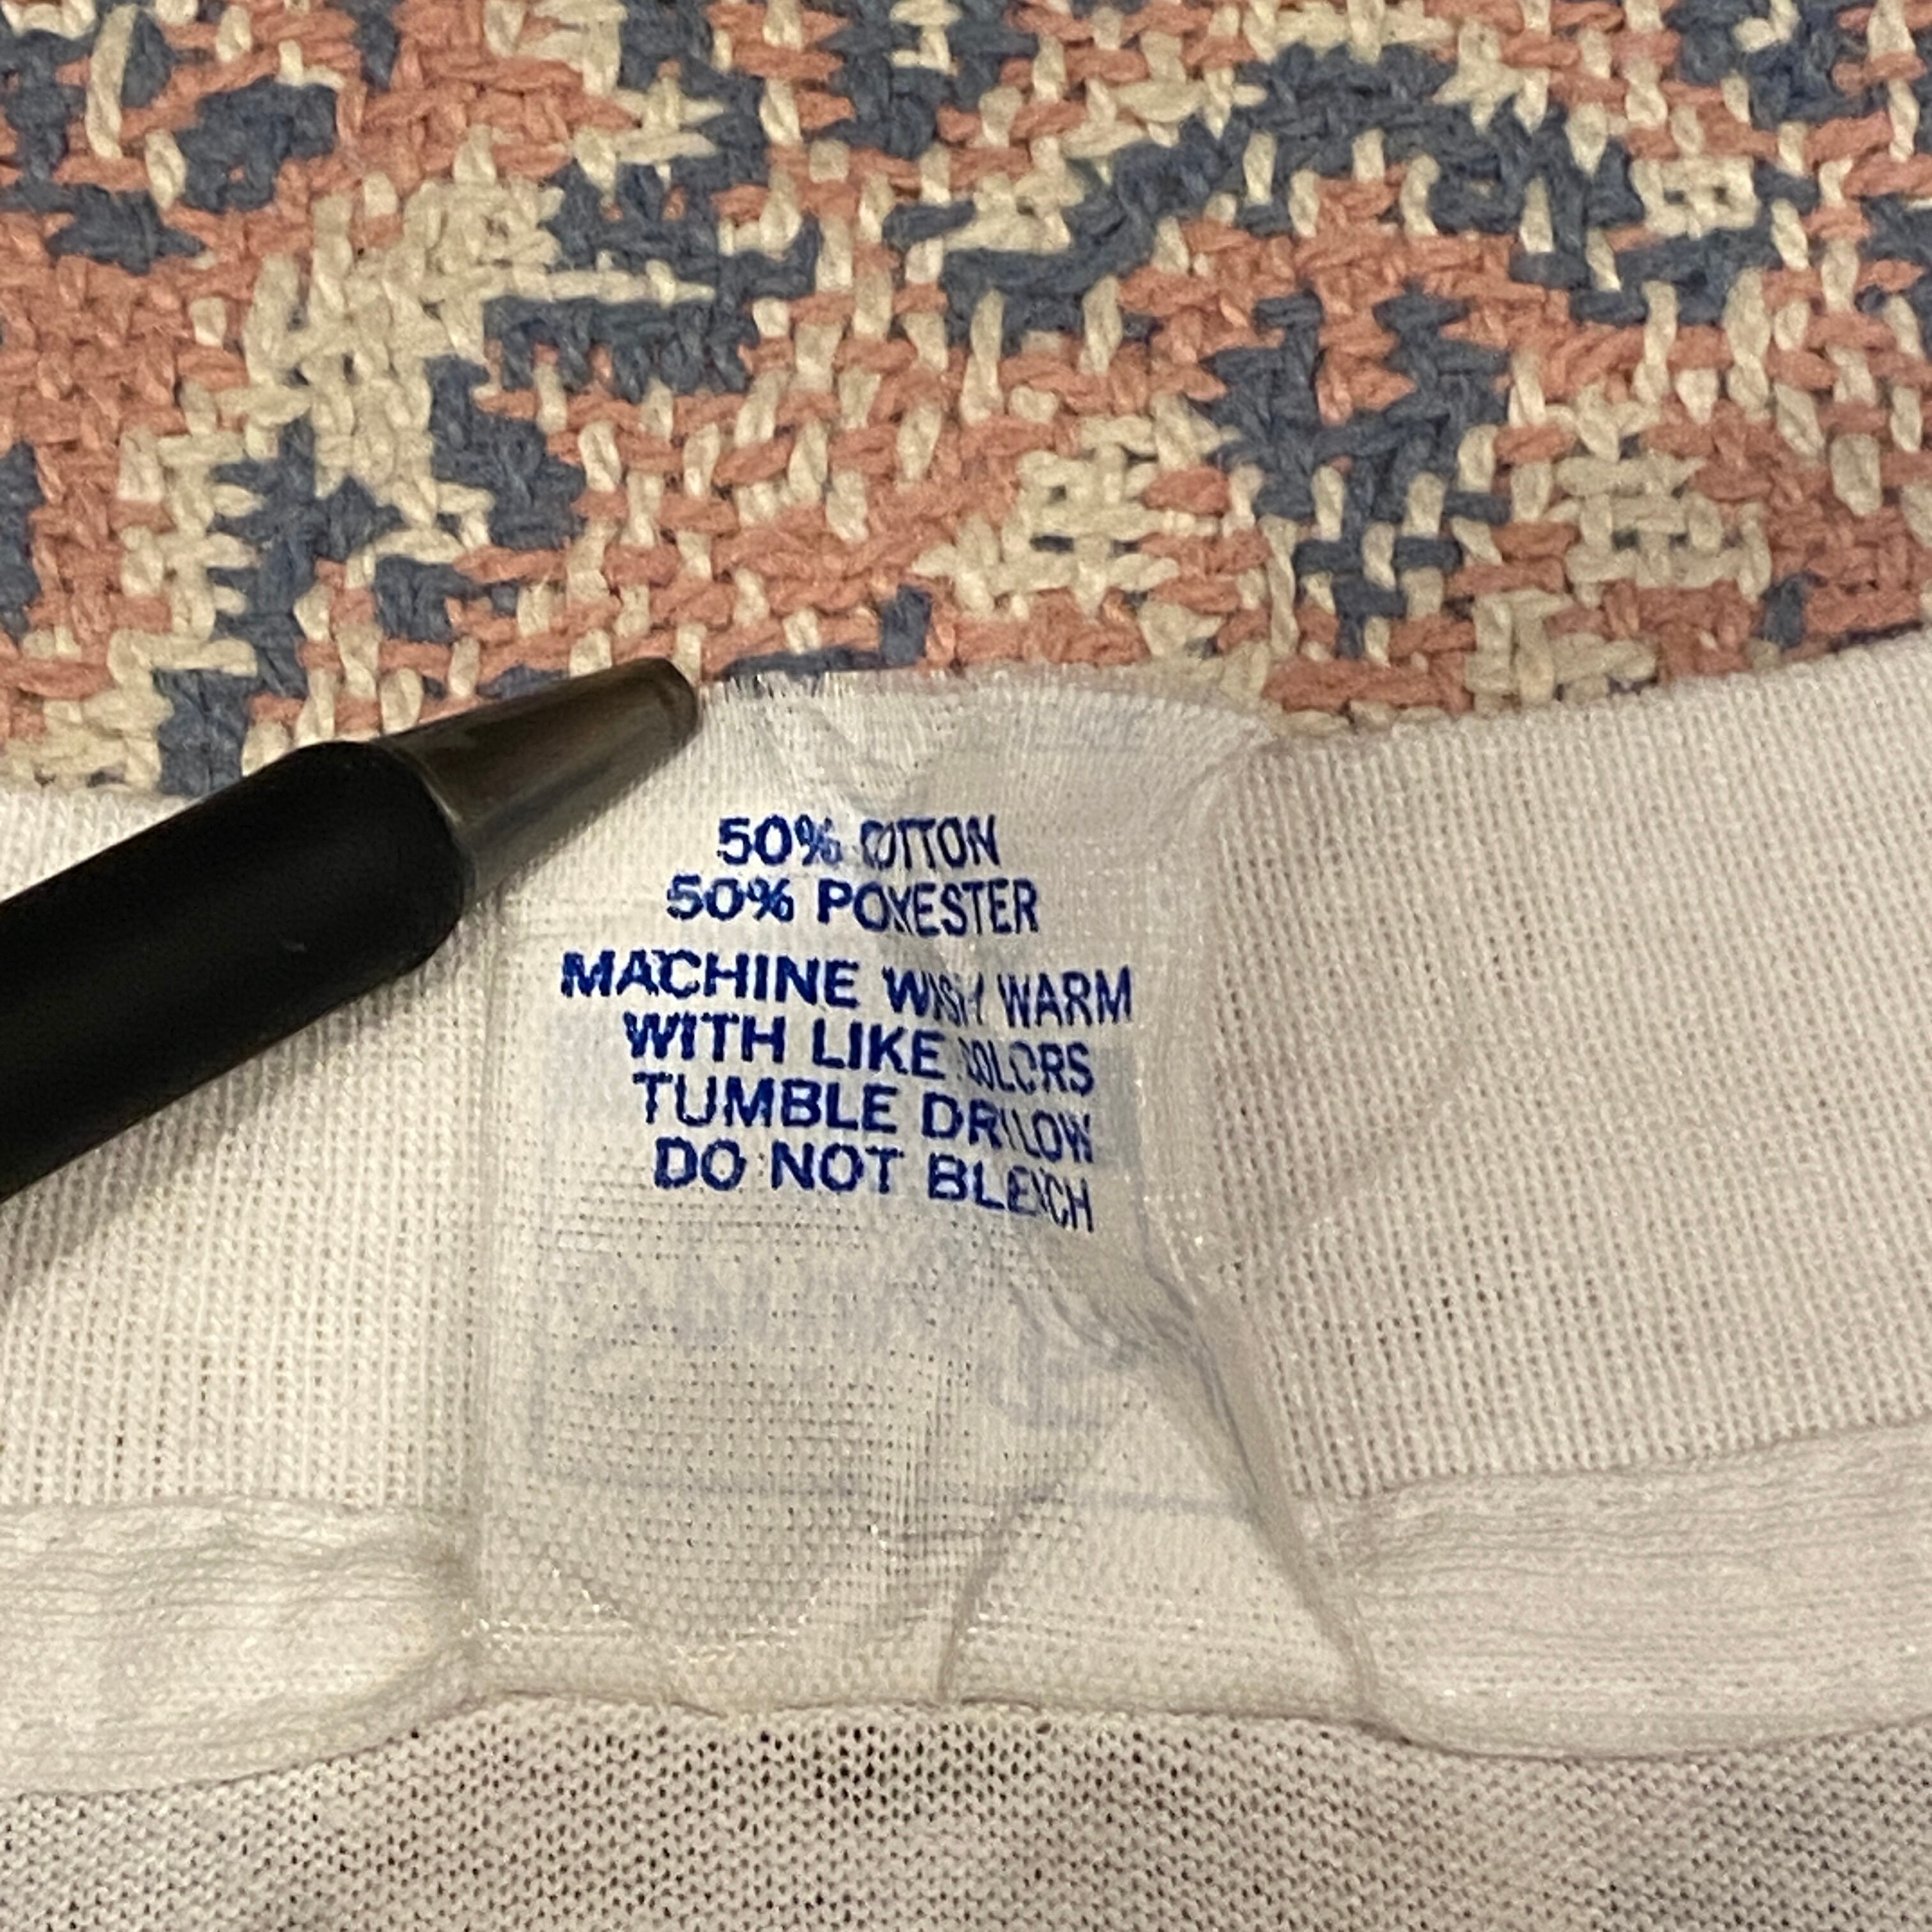 50% COTTON
50% POLYESTER
MACHINE WASH WARM
WITH LIKE COLORS
TUMBLE DRY LOW
DO NOT BLEACH